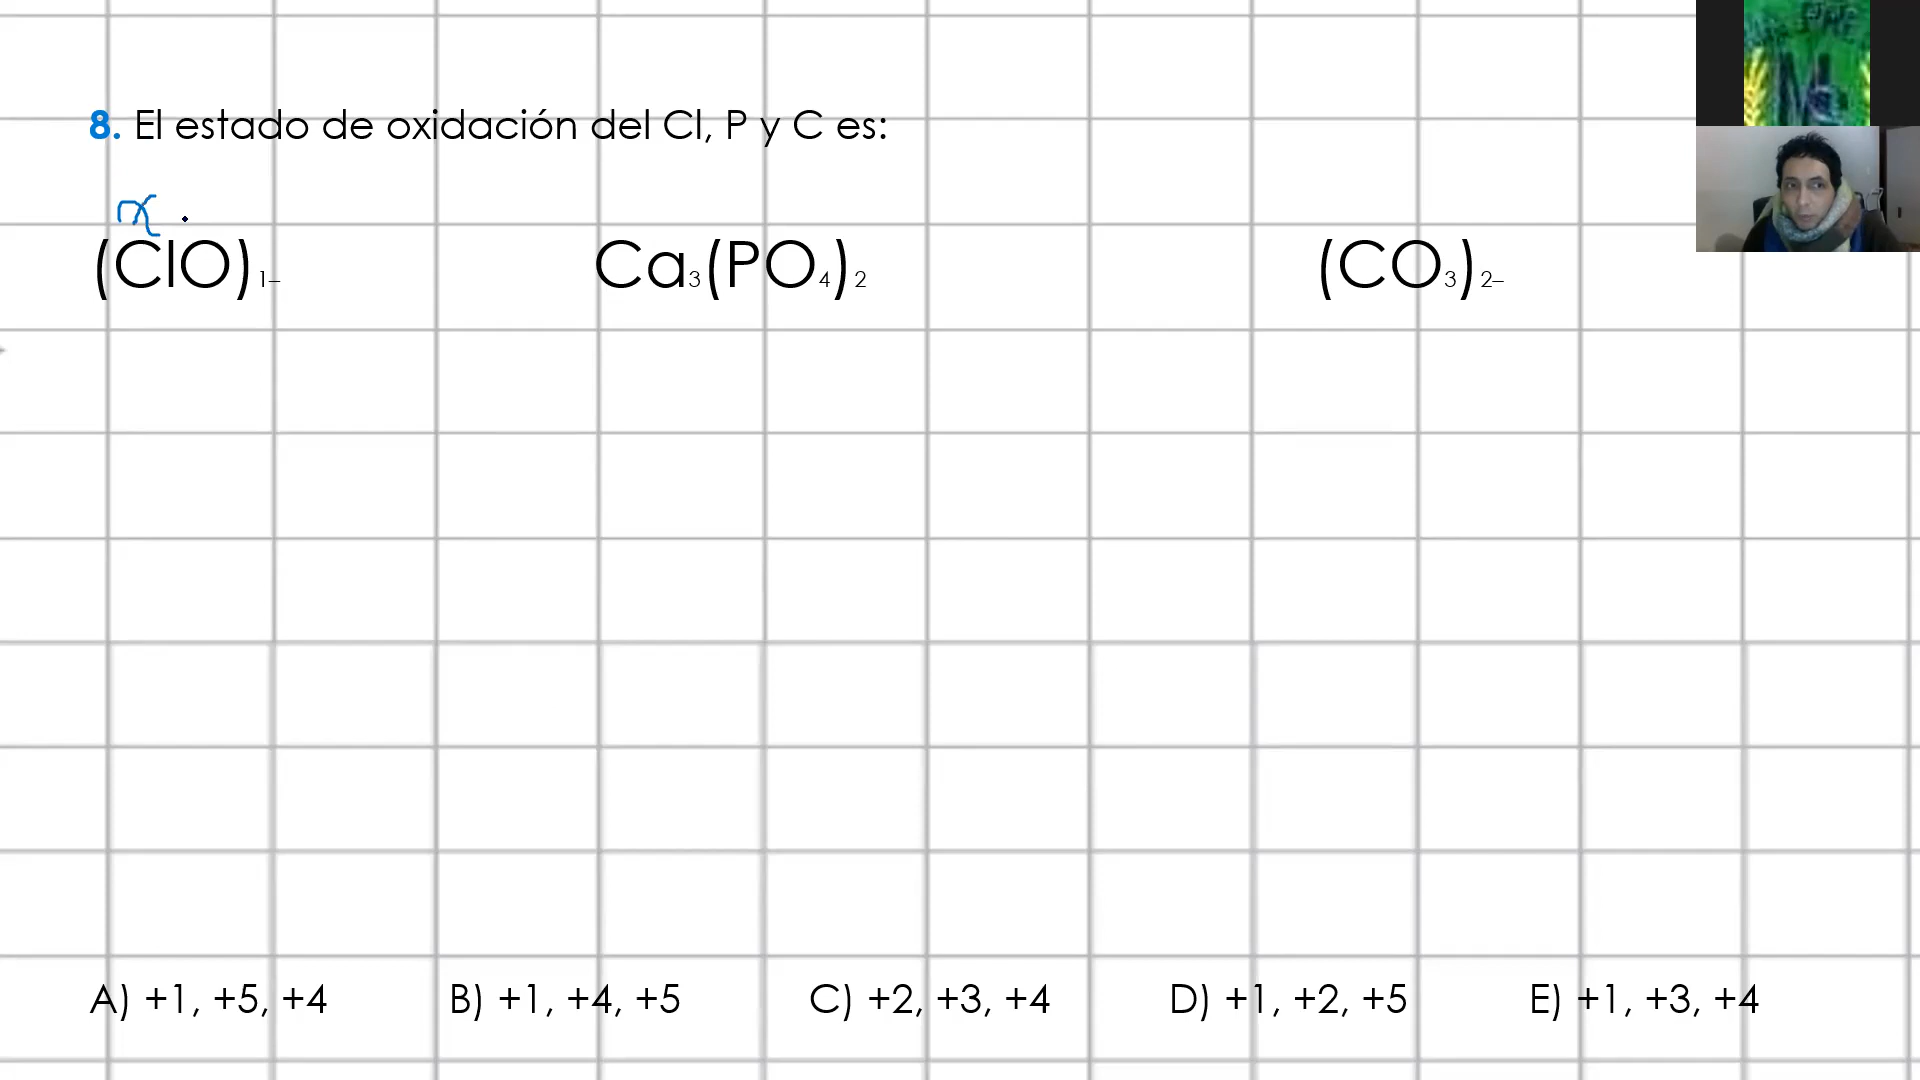 8. El estado de oxidación del Cl, P y C es:
x
(ClO)1– Ca3(PO4)2 (CO3)2–
A) +1, +5, +4 B) +1, +4, +5 C) +2, +3, +4 D) +1, +2, +5 E) +1, +3, +4